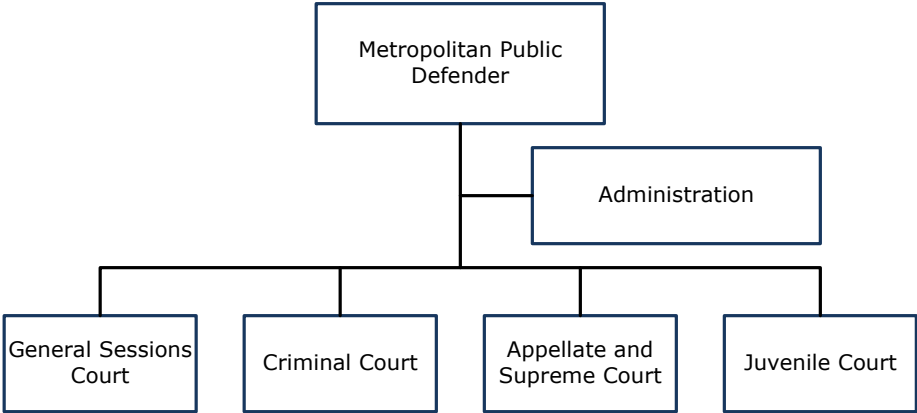 Metropolitan Public
Defender
Administration
General Sessions
Court
Criminal Court
Appellate and
Supreme Court
Juvenile Court